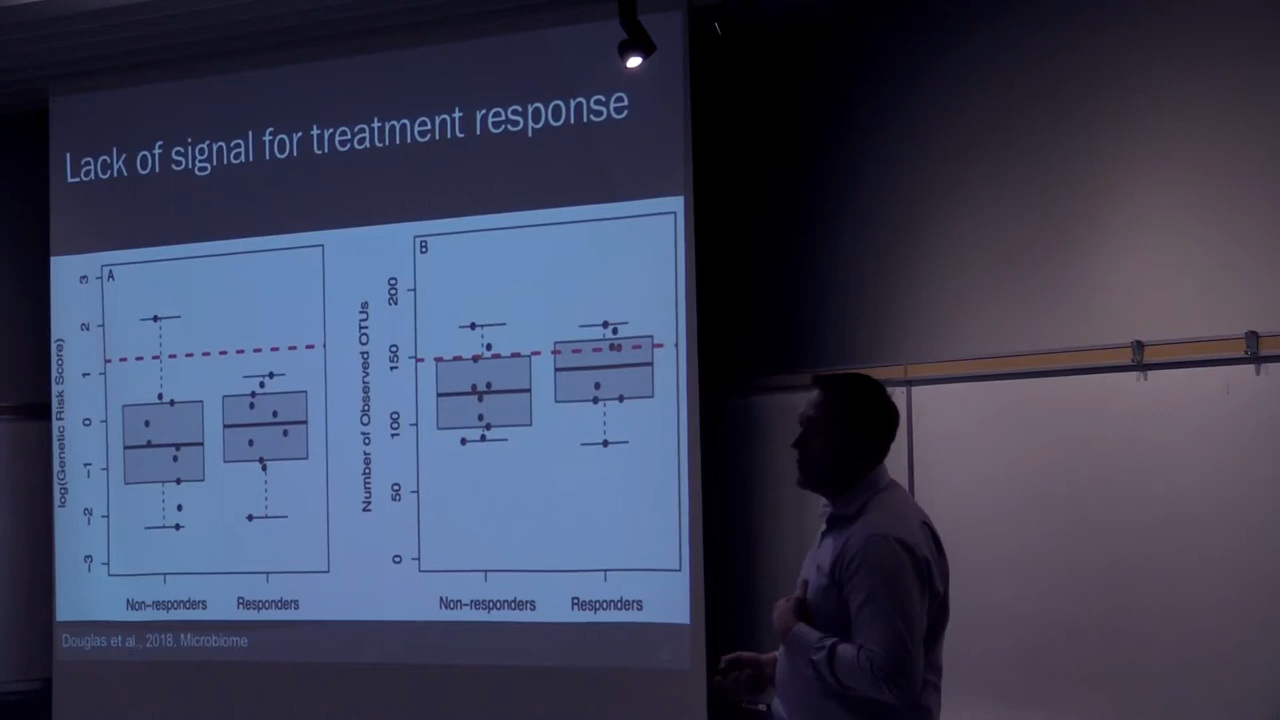 Lack of signal for treatment response
A
log(Genetic Risk Score)
3
2
1
0
−1
−2
−3
Non−responders
Responders
B
Number of Observed OTUs
200
150
100
50
0
Non−responders
Responders
Douglas et al., 2018, Microbiome